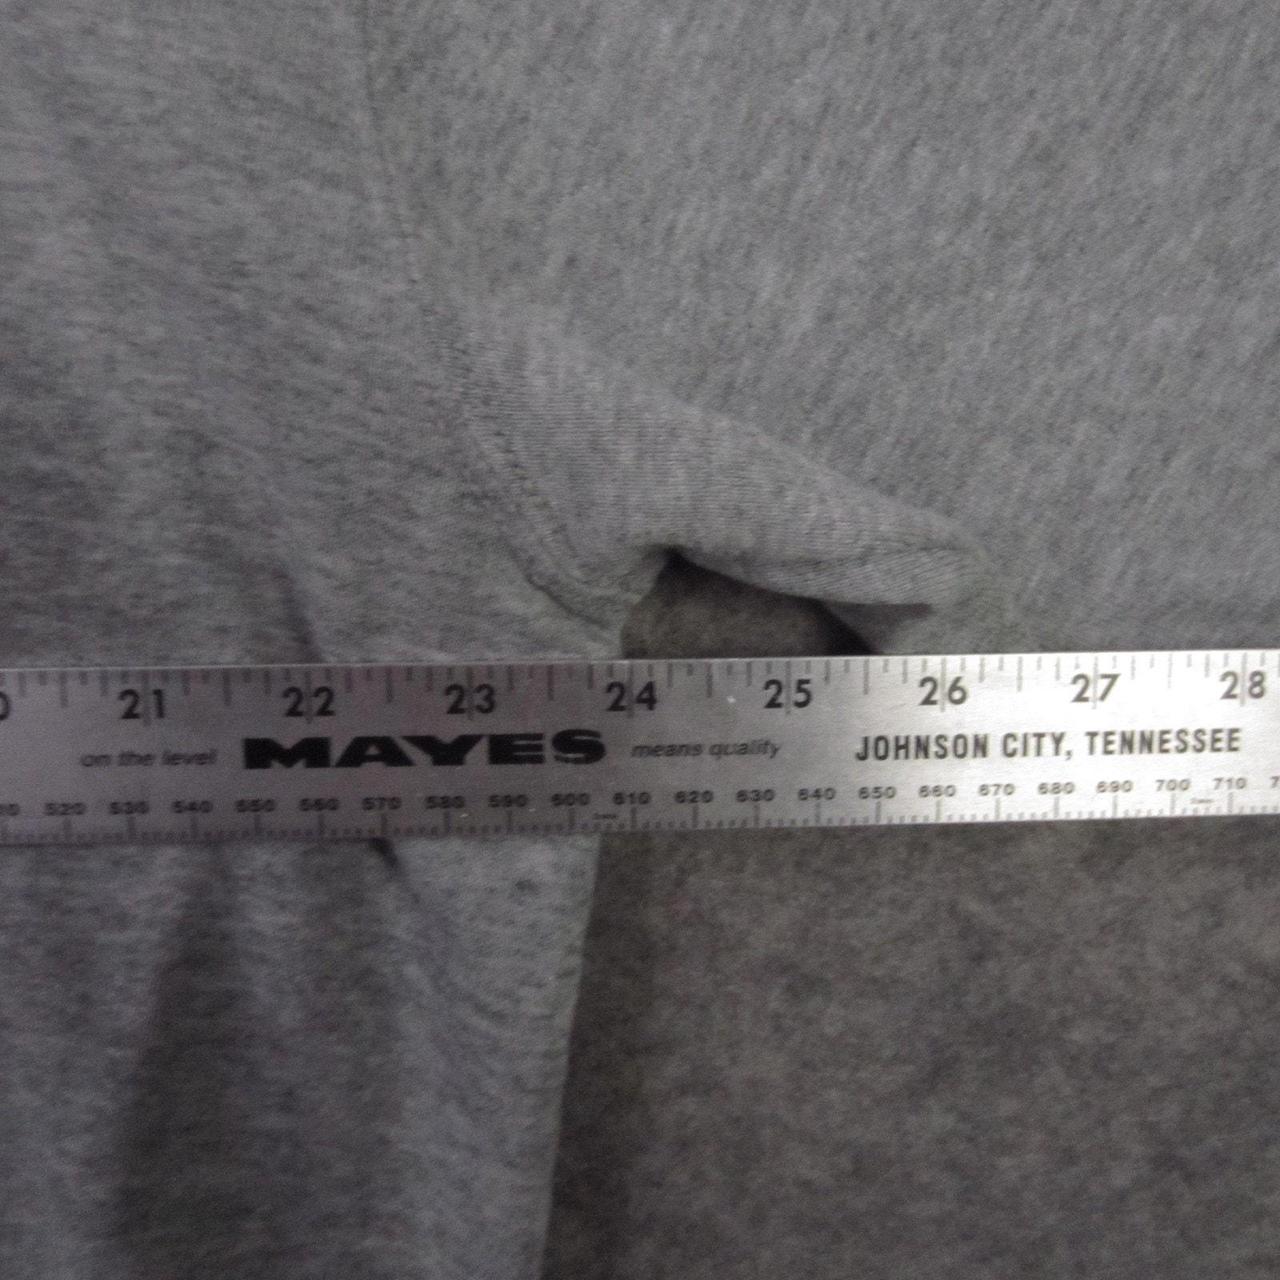 21 22 23 24 25 26 27 28
on the level MAYES means quality JOHNSON CITY, TENNESSEE
520 530 540 550 560 570 580 590 600 610 620 630 640 650 660 670 680 690 700 710